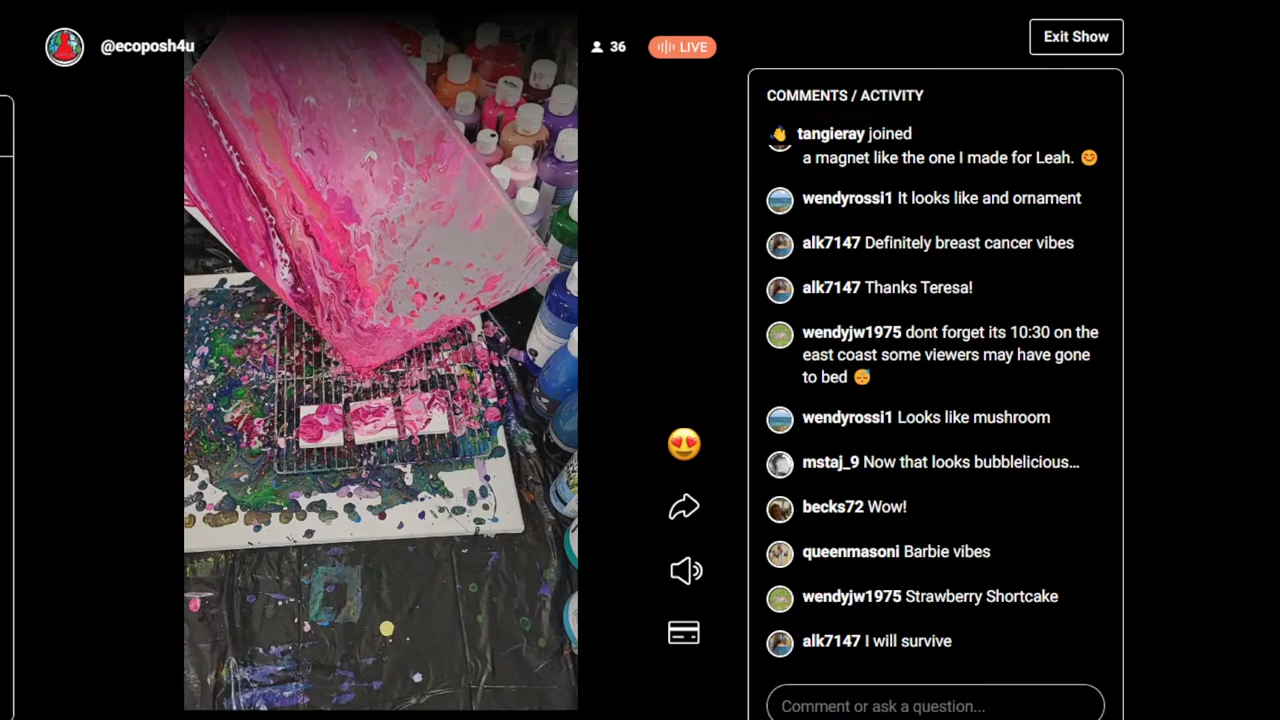 @ecoposh4u
36
LIVE
Exit Show
COMMENTS / ACTIVITY
tangieray joined
a magnet like the one I made for Leah. 😊
wendyrossi1 It looks like and ornament
alk7147 Definitely breast cancer vibes
alk7147 Thanks Teresa!
wendyjw1975 dont forget its 10:30 on the
east coast some viewers may have gone
to bed 😴
wendyrossi1 Looks like mushroom
mstaj_9 Now that looks bubblelicious...
becks72 Wow!
queenmasoni Barbie vibes
wendyjw1975 Strawberry Shortcake
alk7147 I will survive
Comment or ask a question...